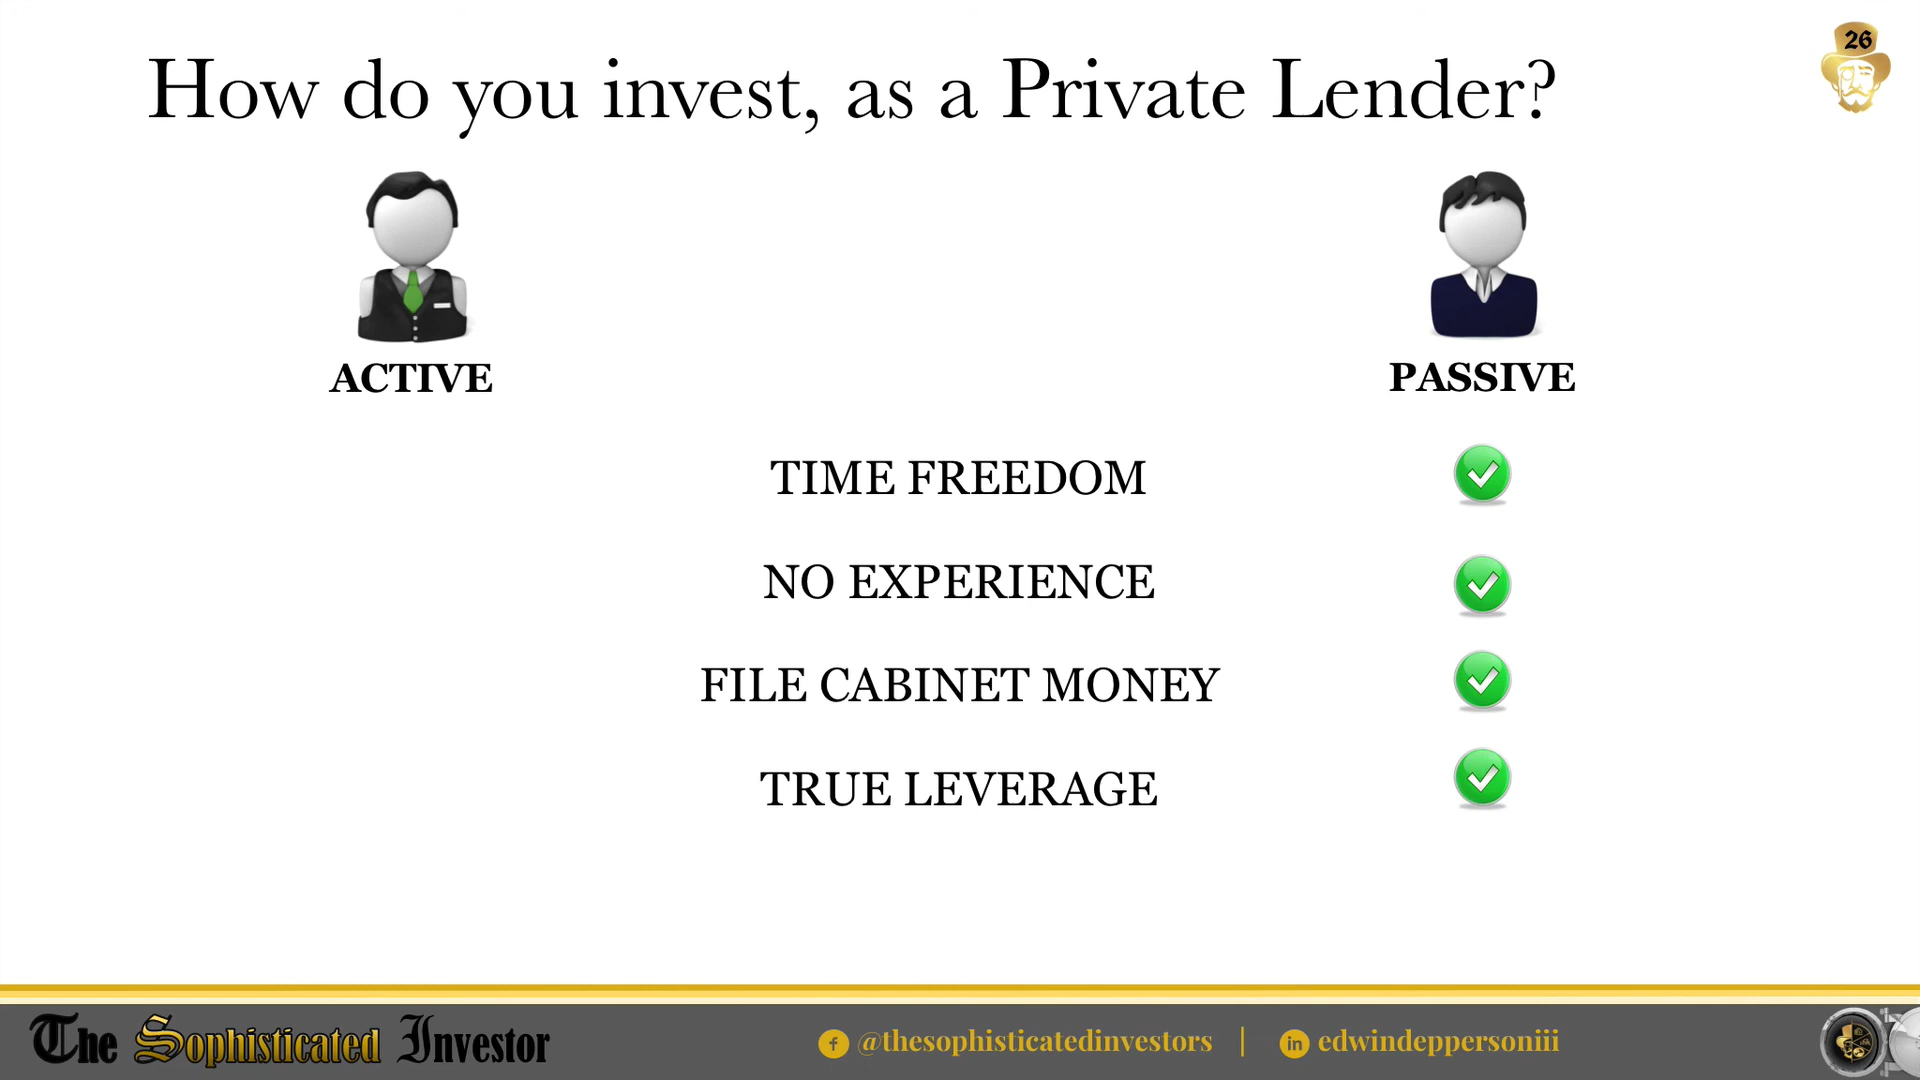 26
How do you invest, as a Private Lender?
ACTIVE
PASSIVE
TIME FREEDOM
NO EXPERIENCE
FILE CABINET MONEY
TRUE LEVERAGE
The Sophisticated Investor
@thesophisticatedinvestors | edwindeppersoniii